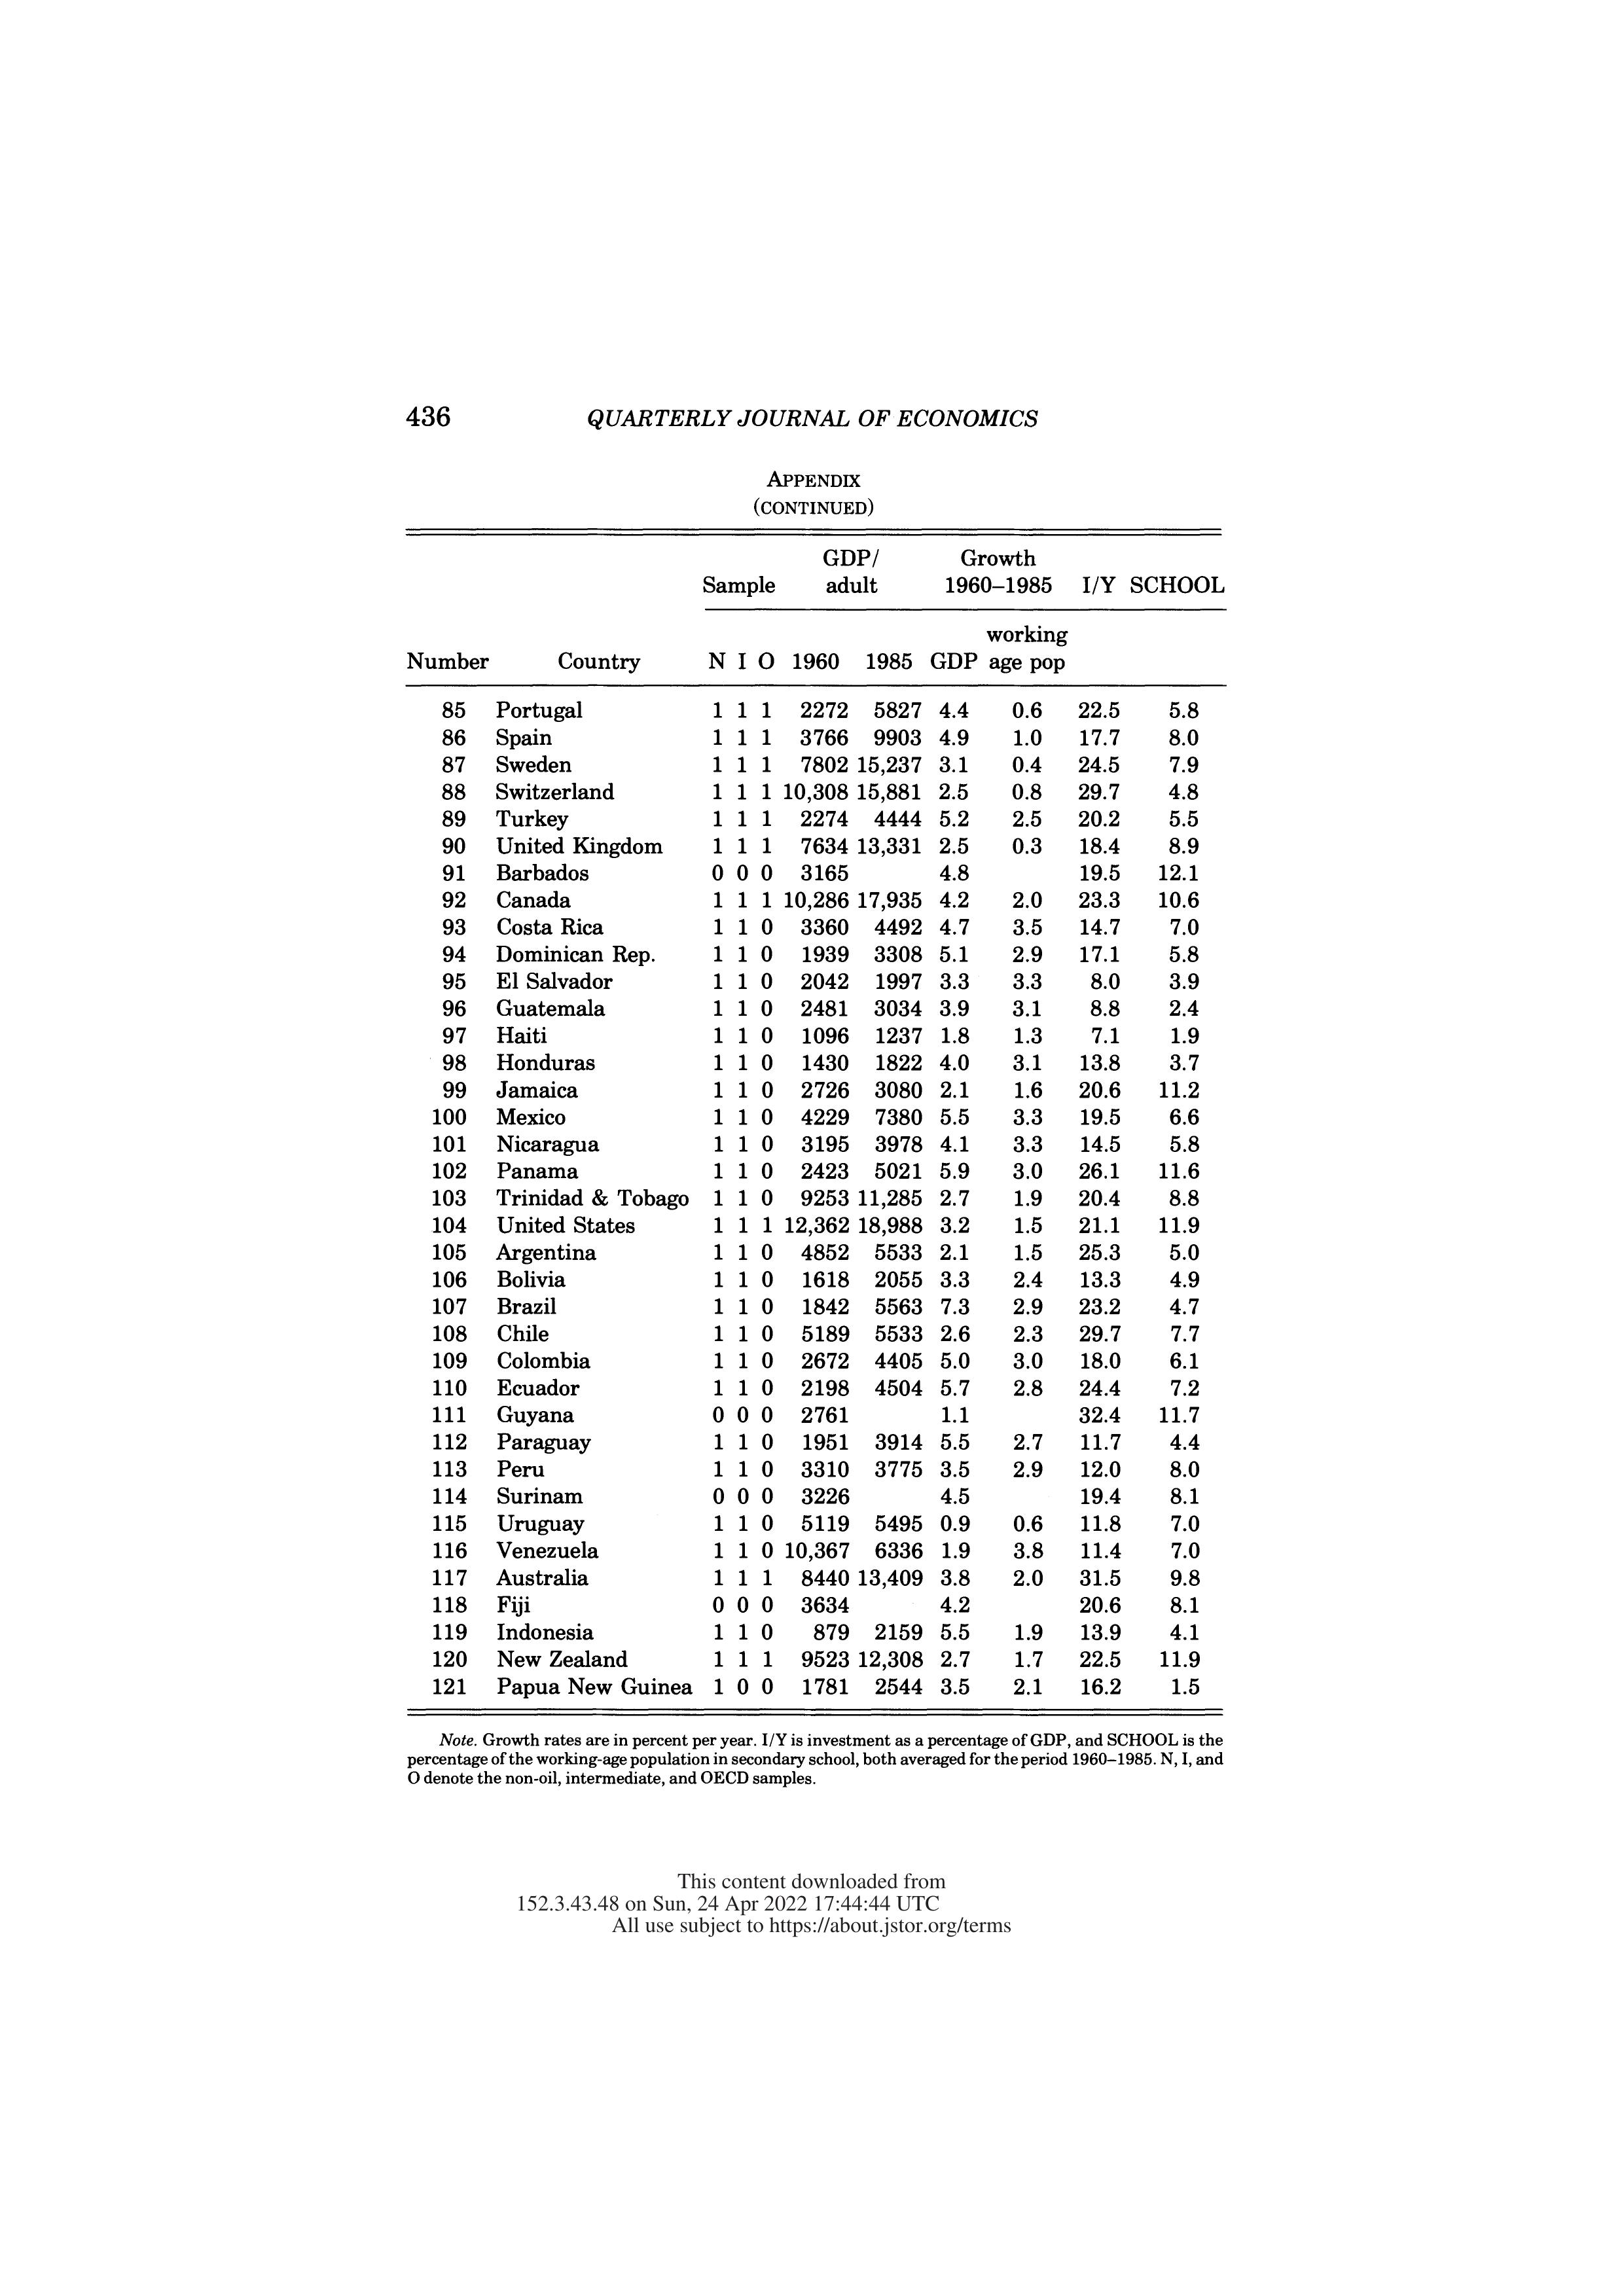 436 QUARTERLY JOURNAL OF ECONOMICS
APPENDIX
(CONTINUED)
GDP/ Growth
Sample adult 1960–1985 I/Y SCHOOL
working
Number Country N I O 1960 1985 GDP age pop
85 Portugal 1 1 1 2272 5827 4.4 0.6 22.5 5.8
86 Spain 1 1 1 3766 9903 4.9 1.0 17.7 8.0
87 Sweden 1 1 1 7802 15,237 3.1 0.4 24.5 7.9
88 Switzerland 1 1 1 10,308 15,881 2.5 0.8 29.7 4.8
89 Turkey 1 1 1 2274 4444 5.2 2.5 20.2 5.5
90 United Kingdom 1 1 1 7634 13,331 2.5 0.3 18.4 8.9
91 Barbados 0 0 0 3165 4.8 19.5 12.1
92 Canada 1 1 1 10,286 17,935 4.2 2.0 23.3 10.6
93 Costa Rica 1 1 0 3360 4492 4.7 3.5 14.7 7.0
94 Dominican Rep. 1 1 0 1939 3308 5.1 2.9 17.1 5.8
95 El Salvador 1 1 0 2042 1997 3.3 3.3 8.0 3.9
96 Guatemala 1 1 0 2481 3034 3.9 3.1 8.8 2.4
97 Haiti 1 1 0 1096 1237 1.8 1.3 7.1 1.9
98 Honduras 1 1 0 1430 1822 4.0 3.1 13.8 3.7
99 Jamaica 1 1 0 2726 3080 2.1 1.6 20.6 11.2
100 Mexico 1 1 0 4229 7380 5.5 3.3 19.5 6.6
101 Nicaragua 1 1 0 3195 3978 4.1 3.3 14.5 5.8
102 Panama 1 1 0 2423 5021 5.9 3.0 26.1 11.6
103 Trinidad & Tobago 1 1 0 9253 11,285 2.7 1.9 20.4 8.8
104 United States 1 1 1 12,362 18,988 3.2 1.5 21.1 11.9
105 Argentina 1 1 0 4852 5533 2.1 1.5 25.3 5.0
106 Bolivia 1 1 0 1618 2055 3.3 2.4 13.3 4.9
107 Brazil 1 1 0 1842 5563 7.3 2.9 23.2 4.7
108 Chile 1 1 0 5189 5533 2.6 2.3 29.7 7.7
109 Colombia 1 1 0 2672 4405 5.0 3.0 18.0 6.1
110 Ecuador 1 1 0 2198 4504 5.7 2.8 24.4 7.2
111 Guyana 0 0 0 2761 1.1 32.4 11.7
112 Paraguay 1 1 0 1951 3914 5.5 2.7 11.7 4.4
113 Peru 1 1 0 3310 3775 3.5 2.9 12.0 8.0
114 Surinam 0 0 0 3226 4.5 19.4 8.1
115 Uruguay 1 1 0 5119 5495 0.9 0.6 11.8 7.0
116 Venezuela 1 1 0 10,367 6336 1.9 3.8 11.4 7.0
117 Australia 1 1 1 8440 13,409 3.8 2.0 31.5 9.8
118 Fiji 0 0 0 3634 4.2 20.6 8.1
119 Indonesia 1 1 0 879 2159 5.5 1.9 13.9 4.1
120 New Zealand 1 1 1 9523 12,308 2.7 1.7 22.5 11.9
121 Papua New Guinea 1 0 0 1781 2544 3.5 2.1 16.2 1.5
Note. Growth rates are in percent per year. I/Y is investment as a percentage of GDP, and SCHOOL is the
percentage of the working-age population in secondary school, both averaged for the period 1960–1985. N, I, and
O denote the non-oil, intermediate, and OECD samples.
This content downloaded from
152.3.43.48 on Sun, 24 Apr 2022 17:44:44 UTC
All use subject to https://about.jstor.org/terms